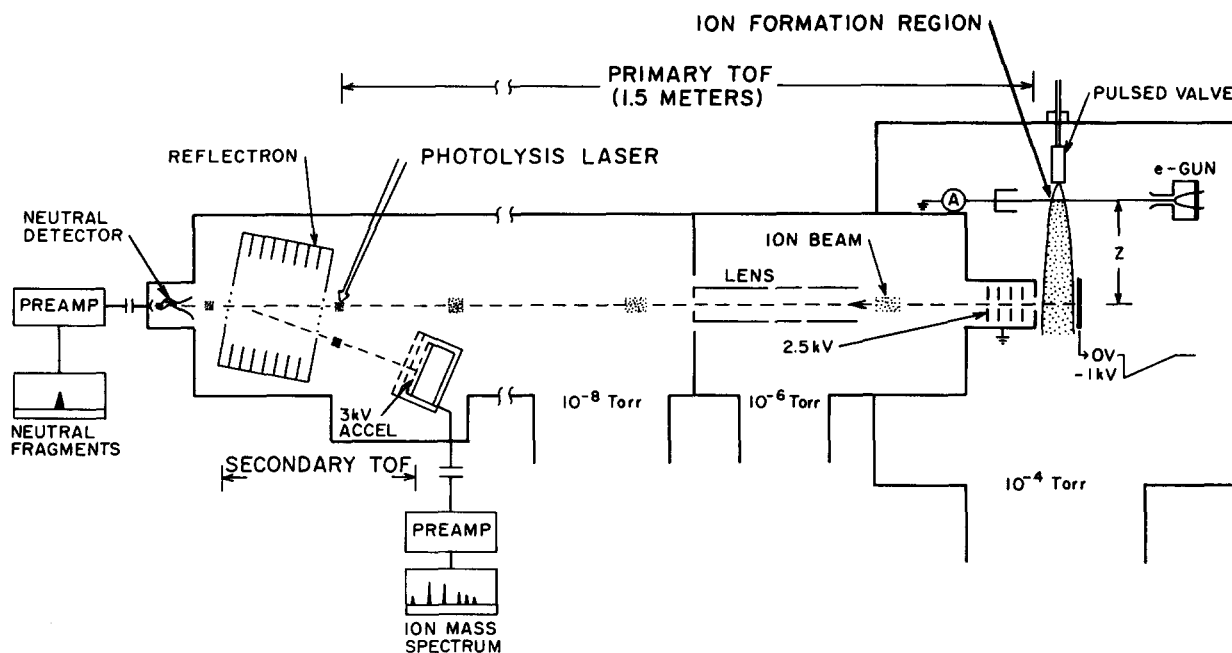 ION FORMATION REGION
PRIMARY TOF
(1.5 METERS)
PULSED VALVE
REFLECTRON
PHOTOLYSIS LASER
e-GUN
NEUTRAL
DETECTOR
A
ION BEAM
Z
LENS
PREAMP
2.5kV
0V
-1kV
3kV
ACCEL
10⁻⁸ Torr
10⁻⁶ Torr
NEUTRAL
FRAGMENTS
SECONDARY TOF
10⁻⁴ Torr
PREAMP
ION MASS
SPECTRUM